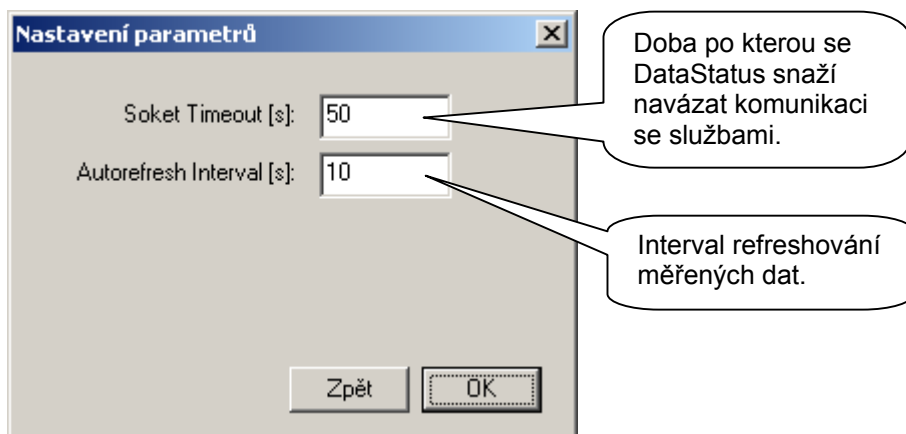 Nastavení parametrů
Soket Timeout [s]: 50
Autorefresh Interval [s]: 10
Zpět OK
Doba po kterou se
DataStatus snaží
navázat komunikaci
se službami.
Interval refreshování
měřených dat.